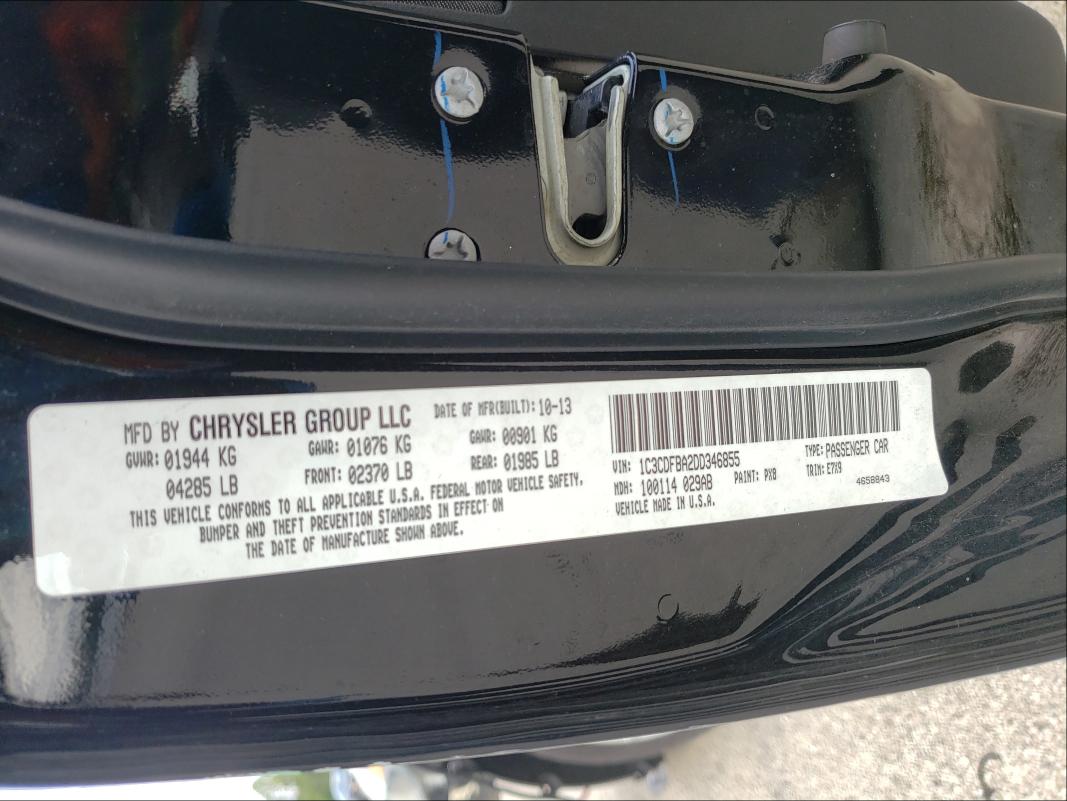 MFD BY CHRYSLER GROUP LLC DATE OF MFR(BUILT): 10-13
GVWR: 01944 KG GAWR: 01076 KG GAWR: 00901 KG
04285 LB FRONT: 02370 LB REAR: 01985 LB
THIS VEHICLE CONFORMS TO ALL APPLICABLE U.S.A. FEDERAL MOTOR VEHICLE SAFETY,
BUMPER AND THEFT PREVENTION STANDARDS IN EFFECT ON
THE DATE OF MANUFACTURE SHOWN ABOVE.
VIN: 1C3CDFBA2DD346855 TYPE: PASSENGER CAR
MDH: 100114 029AB PAINT: PX8 TRIM: E7X9
VEHICLE MADE IN U.S.A. 4658843